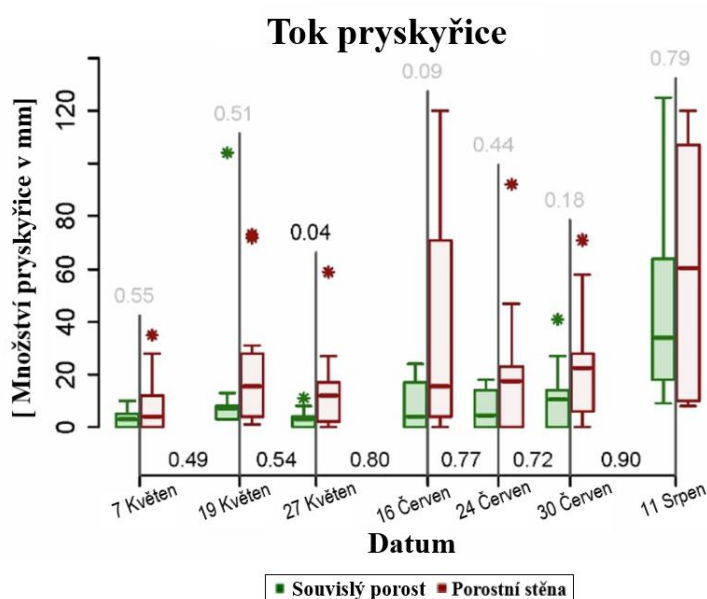 Tok pryskyřice
[ Množství pryskyřice v mm]
0 20 40 60 80 120
0.55 0.51 0.04 0.09 0.44 0.18 0.79
0.49 0.54 0.80 0.77 0.72 0.90
7 Květen 19 Květen 27 Květen 16 Červen 24 Červen 30 Červen 11 Srpen
Datum
Souvislý porost Porostní stěna